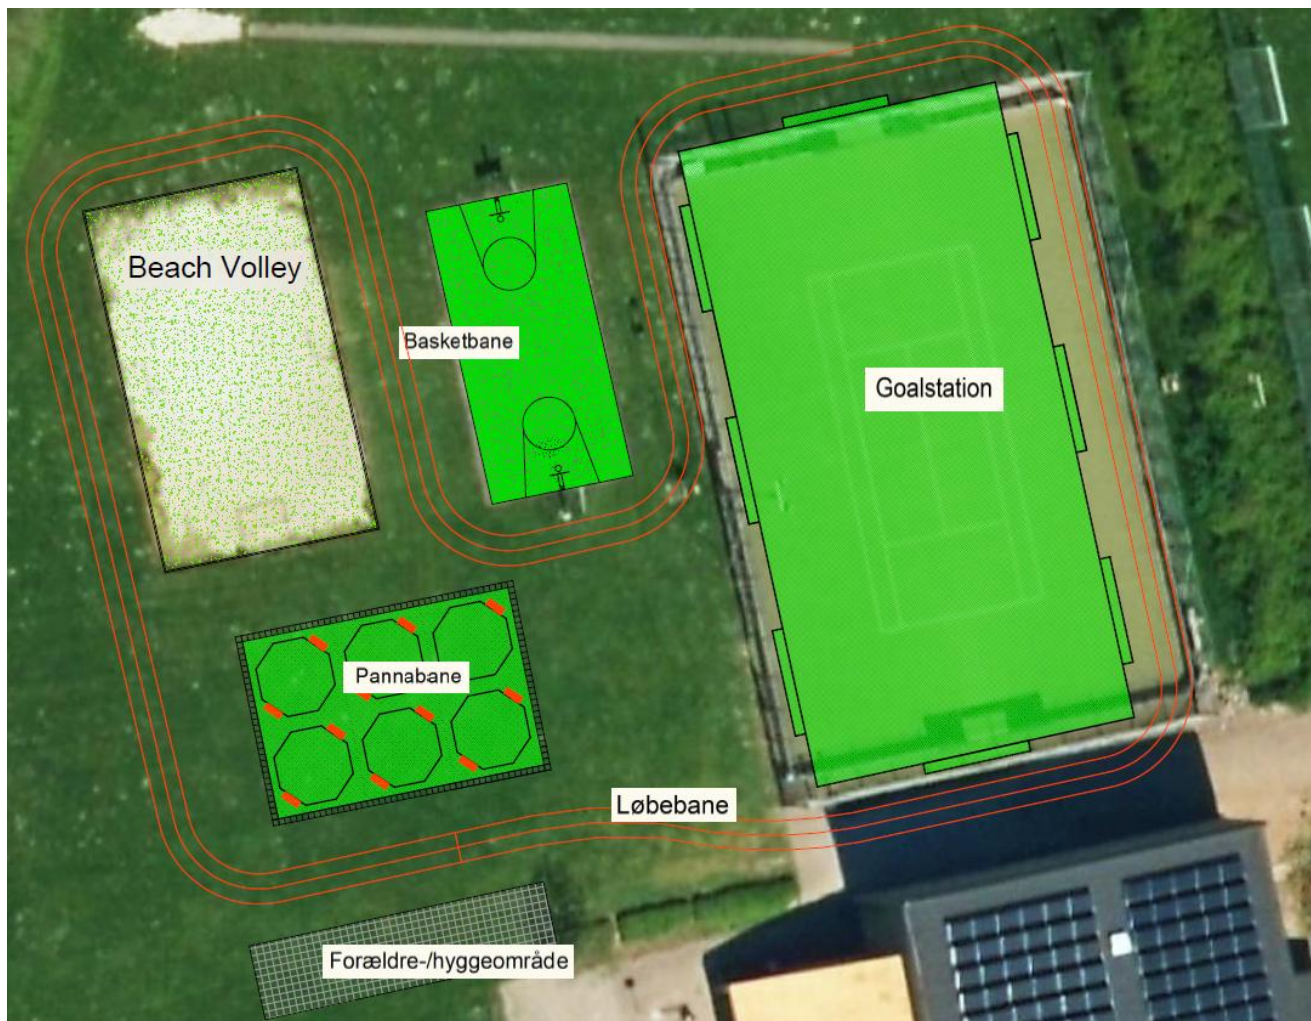 Beach Volley
Basketbane
Goalstation
Pannabane
Løbebane
Forældre-/hyggeområde